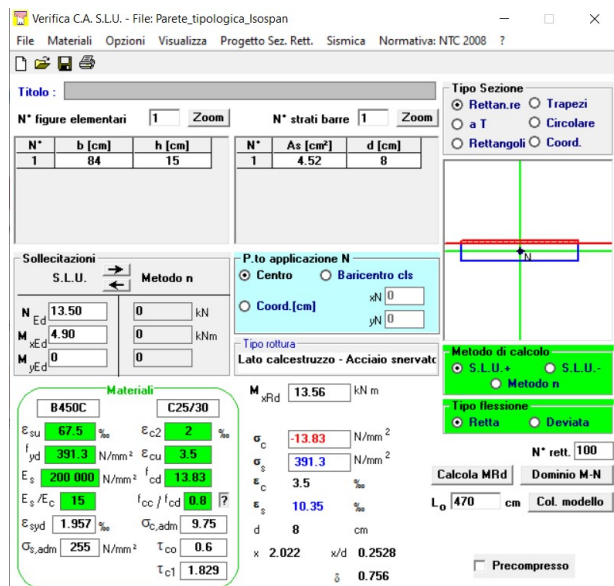 Verifica C.A. S.L.U. - File: Parete_tipologica_Isospan
File Materiali Opzioni Visualizza Progetto Sez. Rett. Sismica Normativa: NTC 2008 ?
Titolo :
N° figure elementari 1 Zoom N° strati barre 1 Zoom
N° b [cm] h [cm]
1 84 15
N° As [cm²] d [cm]
1 4.52 8
Tipo Sezione
Rettan.re Trapezi
a T Circolare
Rettangoli Coord.
N
Sollecitazioni
S.L.U. Metodo n
N Ed 13.50 0 kN
M xEd 4.90 0 kNm
M yEd 0 0
P.to applicazione N
Centro Baricentro cls
Coord.[cm] xN 0
yN 0
Tipo rottura
Lato calcestruzzo - Acciaio snervato
Metodo di calcolo
S.L.U.+ S.L.U.-
Metodo n
Tipo flessione
Retta Deviata
N° rett. 100
Calcola MRd Dominio M-N
L₀ 470 cm Col. modello
Precompresso
Materiali
B450C C25/30
εsu 67.5 ‰ εc2 2 ‰
fyd 391.3 N/mm² εcu 3.5 ‰
Es 200 000 N/mm² fcd 13.83
Es /Ec 15 fcc / fcd 0.8 ?
εsyd 1.957 ‰ σc,adm 9.75
σs,adm 255 N/mm² τco 0.6
τc1 1.829
M xRd 13.56 kN m
σc -13.83 N/mm²
σs 391.3 N/mm²
εc 3.5 ‰
εs 10.35 ‰
d 8 cm
x 2.022 x/d 0.2528
δ 0.756